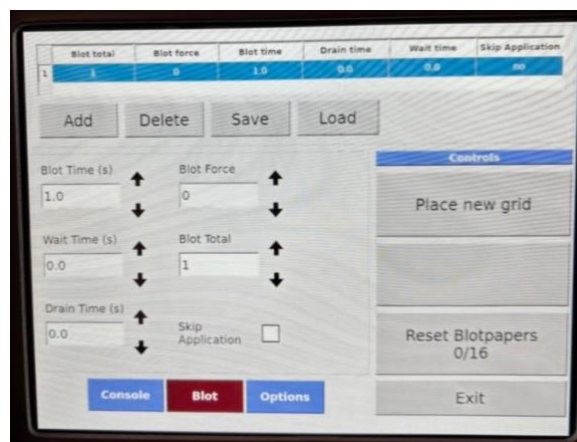 Blot total Blot force Blot time Drain time Wait time Skip Application
1 1 0 1.0 0.0 0.0 no
Add Delete Save Load
Blot Time (s) Blot Force
1.0 0
Wait Time (s) Blot Total
0.0 1
Drain Time (s)
0.0 Skip
Application
Console Blot Options
Controls
Place new grid
Reset Blotpapers
0/16
Exit